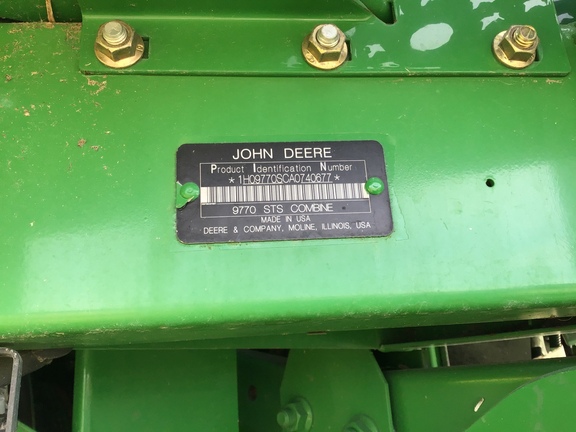 JOHN DEERE
Product Identification Number
*1H09770SCA0740677*
9770 STS COMBINE
MADE IN USA
DEERE & COMPANY, MOLINE, ILLINOIS, USA